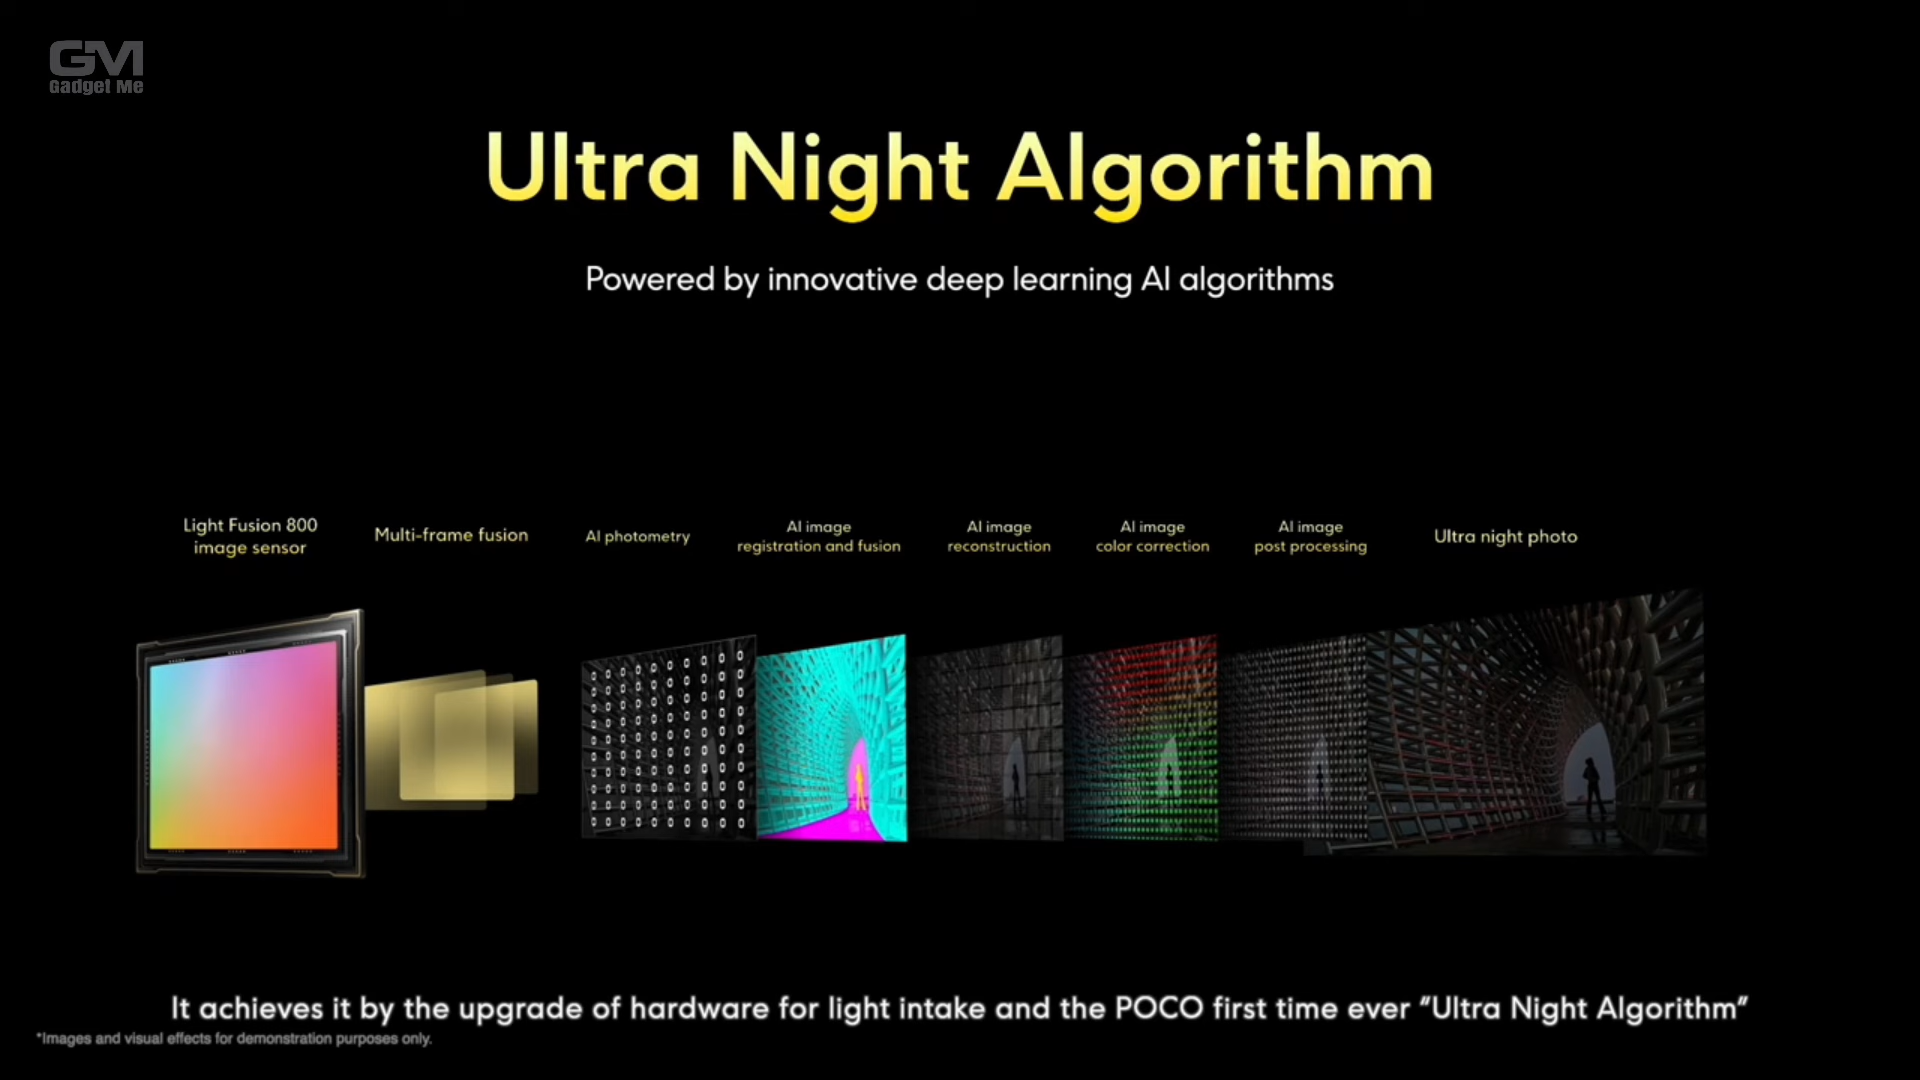 GM
Gadget Me
Ultra Night Algorithm
Powered by innovative deep learning AI algorithms
Light Fusion 800
image sensor
Multi-frame fusion
AI photometry
AI image
registration and fusion
AI image
reconstruction
AI image
color correction
AI image
post processing
Ultra night photo
It achieves it by the upgrade of hardware for light intake and the POCO first time ever “Ultra Night Algorithm”
*Images and visual effects for demonstration purposes only.